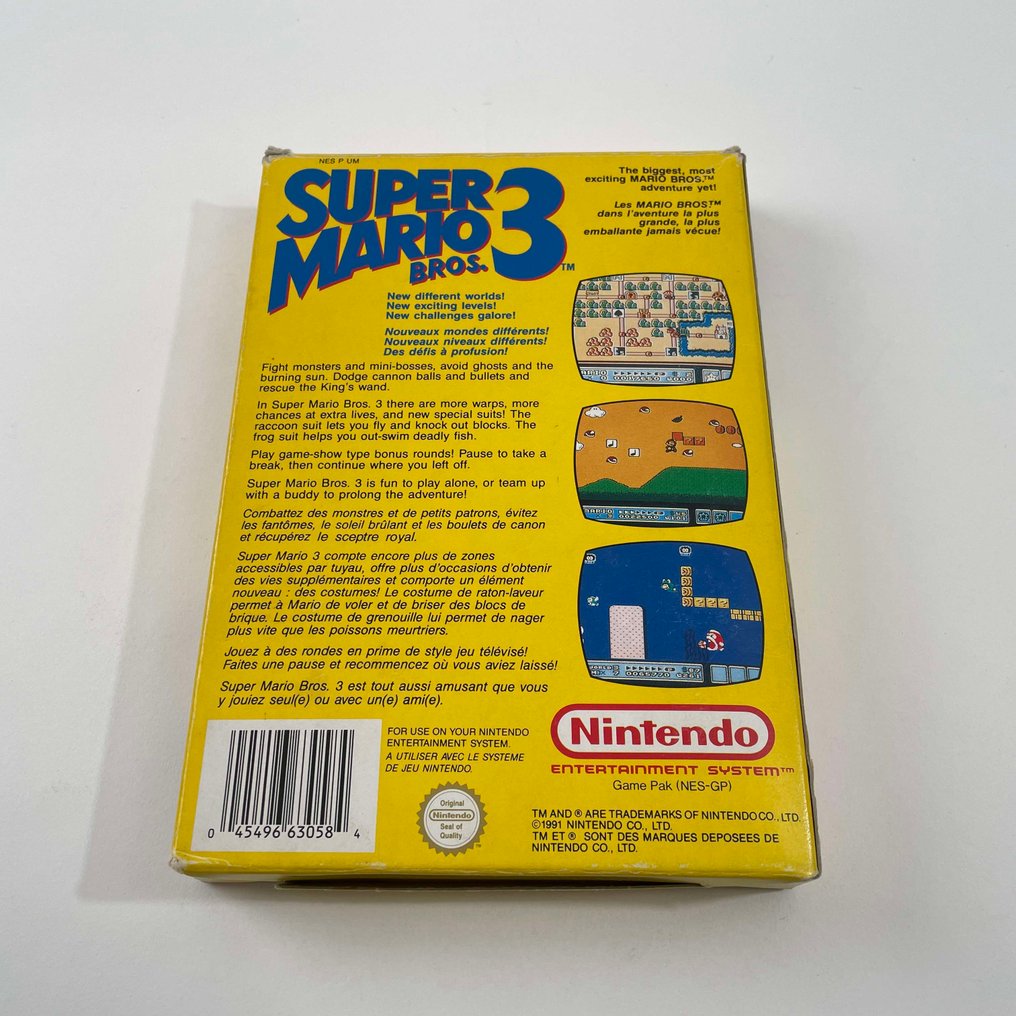 NES P UM
SUPER
MARIO
BROS. 3™
The biggest, most
exciting MARIO BROS.™
adventure yet!
Les MARIO BROS™
dans l'aventure la plus
grande, la plus
emballante jamais vécue!
New different worlds!
New exciting levels!
New challenges galore!
Nouveaux mondes différents!
Nouveaux niveaux différents!
Des défis à profusion!
Fight monsters and mini-bosses, avoid ghosts and the
burning sun. Dodge cannon balls and bullets and
rescue the King's wand.
In Super Mario Bros. 3 there are more warps, more
chances at extra lives, and new special suits! The
raccoon suit lets you fly and knock out blocks. The
frog suit helps you out-swim deadly fish.
Play game-show type bonus rounds! Pause to take a
break, then continue where you left off.
Super Mario Bros. 3 is fun to play alone, or team up
with a buddy to prolong the adventure!
Combattez des monstres et de petits patrons, évitez
les fantômes, le soleil brûlant et les boulets de canon
et récupérez le sceptre royal.
Super Mario 3 compte encore plus de zones
accessibles par tuyau, offre plus d'occasions d'obtenir
des vies supplémentaires et comporte un élément
nouveau : des costumes! Le costume de raton-laveur
permet à Mario de voler et de briser des blocs de
brique. Le costume de grenouille lui permet de nager
plus vite que les poissons meurtriers.
Jouez à des rondes en prime de style jeu télévisé!
Faites une pause et recommencez où vous aviez laissé!
Super Mario Bros. 3 est tout aussi amusant que vous
y jouiez seul(e) ou avec un(e) ami(e).
0 45496 63058 4
FOR USE ON YOUR NINTENDO
ENTERTAINMENT SYSTEM.
A UTILISER AVEC LE SYSTEME
DE JEU NINTENDO.
Original
Nintendo
Seal of
Quality
™
Nintendo
ENTERTAINMENT SYSTEM™
Game Pak (NES-GP)
TM AND ® ARE TRADEMARKS OF NINTENDO CO., LTD.
©1991 NINTENDO CO., LTD.
TM ET ® SONT DES MARQUES DEPOSEES DE
NINTENDO CO., LTD.